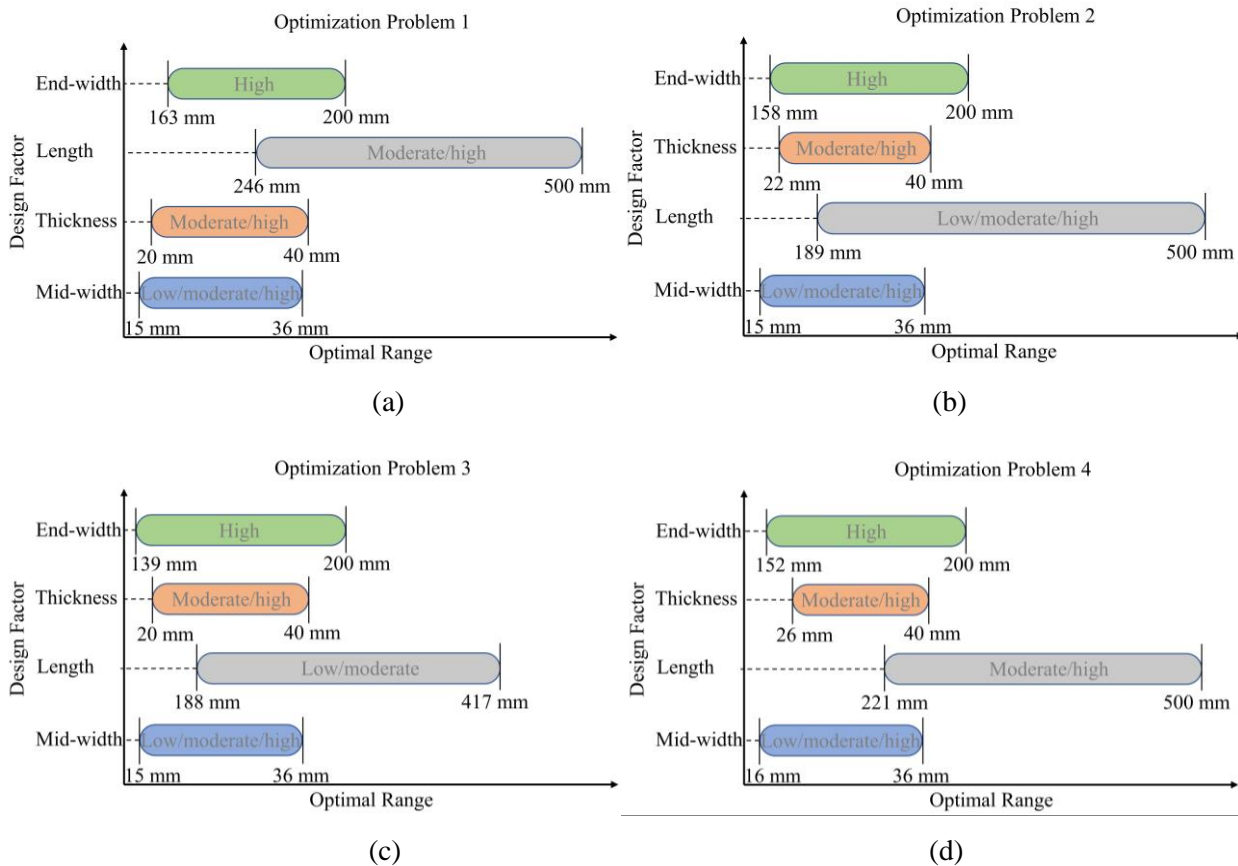 Optimization Problem 1
End-width
High
163 mm
200 mm
Length
Moderate/high
246 mm
500 mm
Thickness
Moderate/high
20 mm
40 mm
Mid-width
Low/moderate/high
15 mm
36 mm
Design Factor
Optimal Range
(a)
Optimization Problem 2
End-width
High
158 mm
200 mm
Thickness
Moderate/high
22 mm
40 mm
Length
Low/moderate/high
189 mm
500 mm
Mid-width
Low/moderate/high
15 mm
36 mm
Design Factor
Optimal Range
(b)
Optimization Problem 3
End-width
High
139 mm
200 mm
Thickness
Moderate/high
20 mm
40 mm
Length
Low/moderate
188 mm
417 mm
Mid-width
Low/moderate/high
15 mm
36 mm
Design Factor
Optimal Range
(c)
Optimization Problem 4
End-width
High
152 mm
200 mm
Thickness
Moderate/high
26 mm
40 mm
Length
Moderate/high
221 mm
500 mm
Mid-width
Low/moderate/high
16 mm
36 mm
Design Factor
Optimal Range
(d)